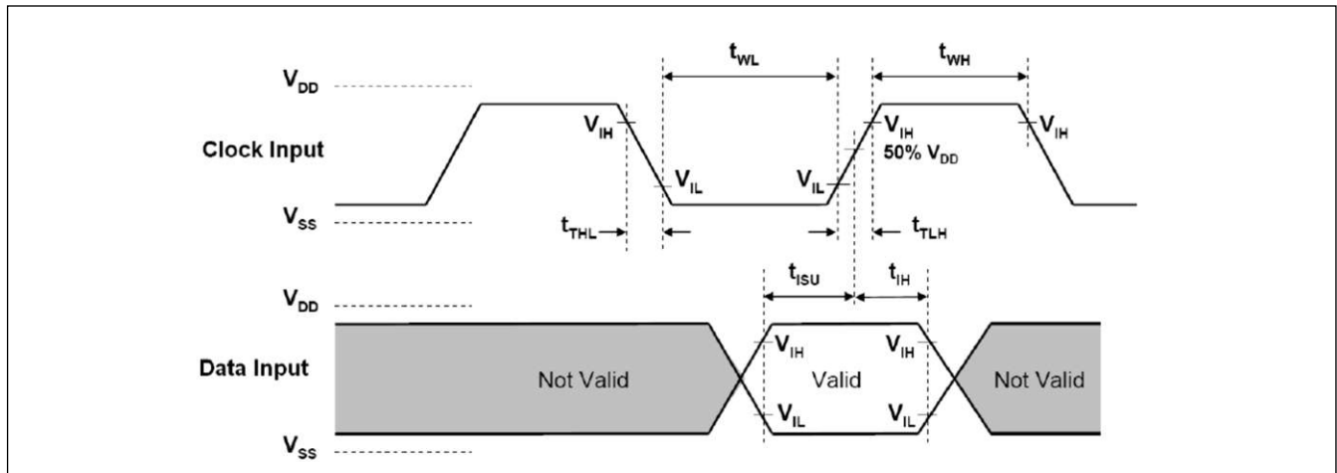 t_WL
t_WH
V_DD
V_IH
V_IH
V_IH
50% V_DD
Clock Input
V_IL
V_IL
V_SS
t_THL
t_TLH
t_ISU
t_IH
V_DD
V_IH
V_IH
Data Input
Not Valid
Valid
Not Valid
V_IL
V_IL
V_SS